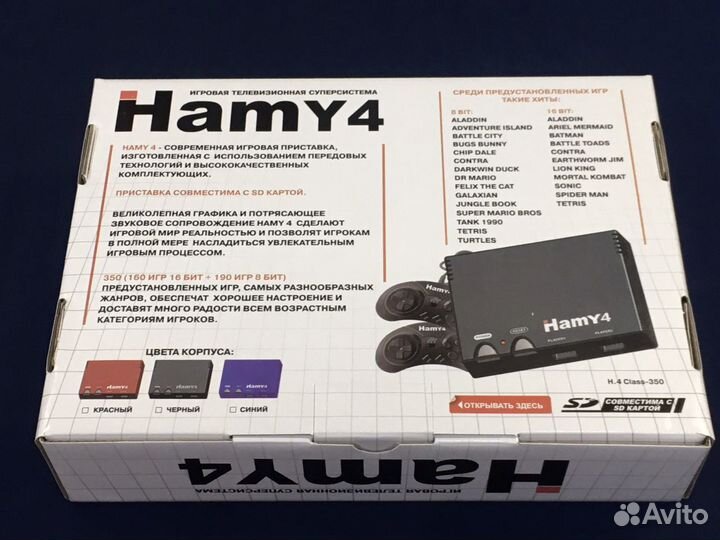 ИГРОВАЯ ТЕЛЕВИЗИОННАЯ СУПЕРСИСТЕМА
HamY4
HAMY 4 - СОВРЕМЕННАЯ ИГРОВАЯ ПРИСТАВКА,
ИЗГОТОВЛЕННАЯ С ИСПОЛЬЗОВАНИЕМ ПЕРЕДОВЫХ
ТЕХНОЛОГИЙ И ВЫСОКОКАЧЕСТВЕННЫХ
КОМПЛЕКТУЮЩИХ.
ПРИСТАВКА СОВМЕСТИМА С SD КАРТОЙ.
ВЕЛИКОЛЕПНАЯ ГРАФИКА И ПОТРЯСАЮЩЕЕ
ЗВУКОВОЕ СОПРОВОЖДЕНИЕ HAMY 4 СДЕЛАЮТ
ИГРОВОЙ МИР РЕАЛЬНОСТЬЮ И ПОЗВОЛЯТ ИГРОКАМ
В ПОЛНОЙ МЕРЕ НАСЛАДИТЬСЯ УВЛЕКАТЕЛЬНЫМ
ИГРОВЫМ ПРОЦЕССОМ.
350 (160 ИГР 16 БИТ + 190 ИГР 8 БИТ)
ПРЕДУСТАНОВЛЕННЫХ ИГР, САМЫХ РАЗНООБРАЗНЫХ
ЖАНРОВ, ОБЕСПЕЧАТ ХОРОШЕЕ НАСТРОЕНИЕ И
ДОСТАВЯТ МНОГО РАДОСТИ ВСЕМ ВОЗРАСТНЫМ
КАТЕГОРИЯМ ИГРОКОВ.
ЦВЕТА КОРПУСА:
HamY4
HamY4
HamY4
КРАСНЫЙ
ЧЕРНЫЙ
СИНИЙ
СРЕДИ ПРЕДУСТАНОВЛЕННЫХ ИГР
ТАКИЕ ХИТЫ:
8 BIT:
ALADDIN
ADVENTURE ISLAND
BATTLE CITY
BUGS BUNNY
CHIP DALE
CONTRA
DARKWIN DUCK
DR MARIO
FELIX THE CAT
GALAXIAN
JUNGLE BOOK
SUPER MARIO BROS
TANK 1990
TETRIS
TURTLES
16 BIT:
ALADDIN
ARIEL MERMAID
BATMAN
BATTLE TOADS
CONTRA
EARTHWORM JIM
LION KING
MORTAL KOMBAT
SONIC
SPIDER MAN
TETRIS
HamY4
HamY4
POWER
RESET
HamY4
PLAYER1
PLAYER2
H.4 Class-350
ОТКРЫВАТЬ ЗДЕСЬ
SD
СОВМЕСТИМА С
SD КАРТОЙ
HamY4
ИГРОВАЯ ТЕЛЕВИЗИОННАЯ СУПЕРСИСТЕМА
Avito